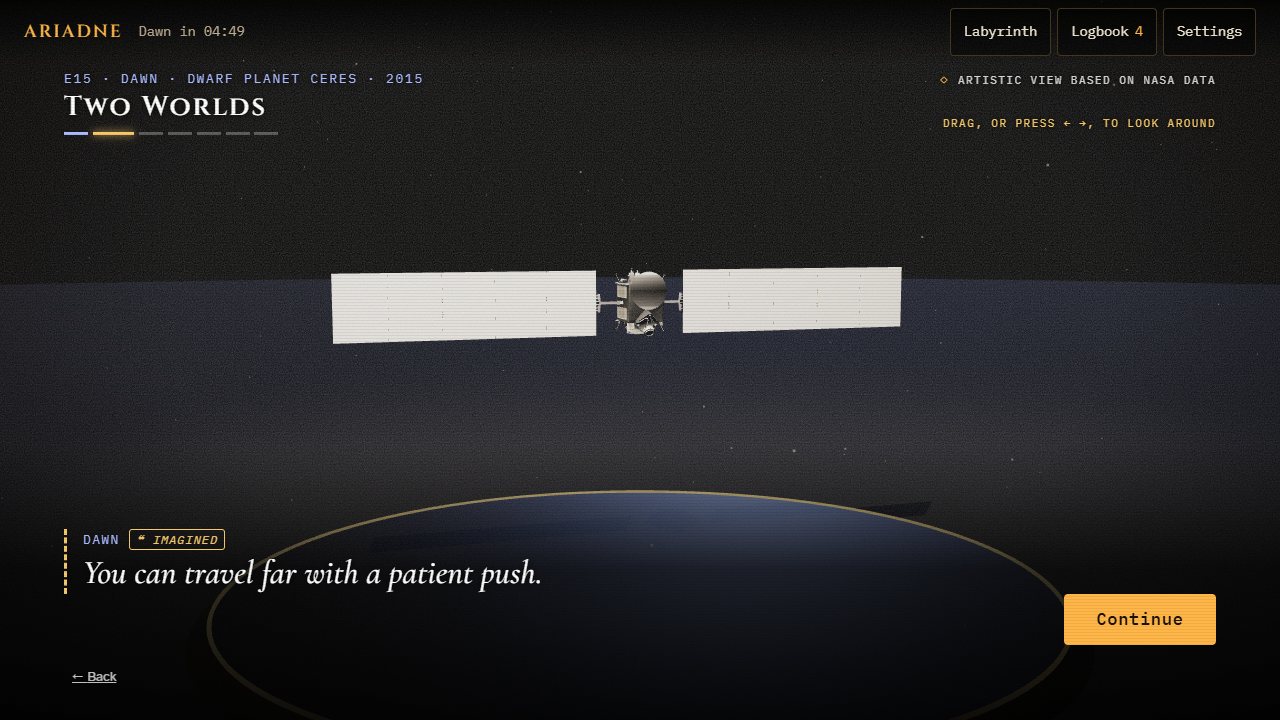 ARIADNE Dawn in 04:49
Labyrinth Logbook 4 Settings
E15 · DAWN · DWARF PLANET CERES · 2015
Two Worlds
◇ ARTISTIC VIEW BASED ON NASA DATA
DRAG, OR PRESS ← →, TO LOOK AROUND
DAWN ❝ IMAGINED
You can travel far with a patient push.
Continue
← Back